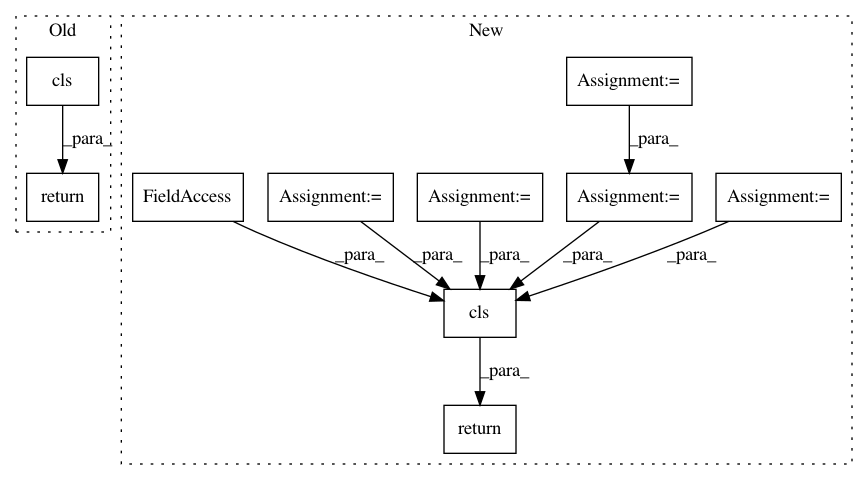 Old
New
cls
Assignment:=
_para_
_para_
return
FieldAccess
Assignment:=
Assignment:=
Assignment:=
Assignment:=
_para_
_para_
_para_
_para_
_para_
cls
_para_
return